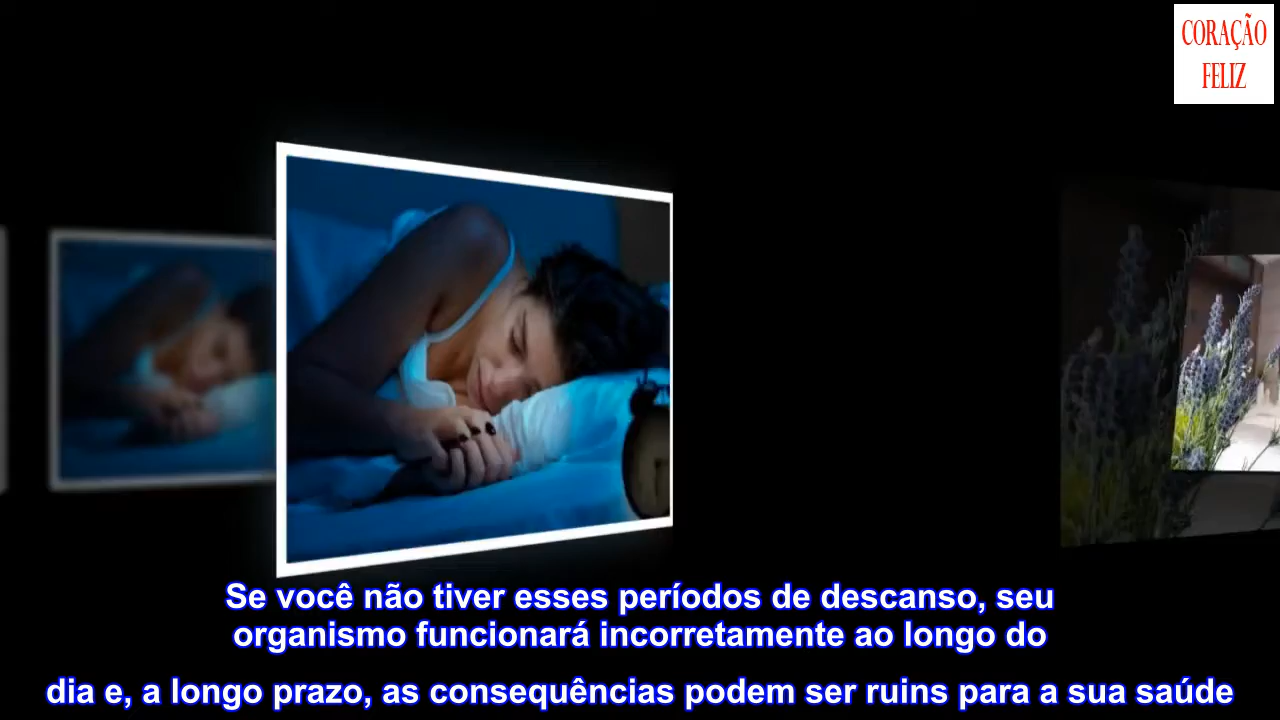 CORAÇÃO
FELIZ
Se você não tiver esses períodos de descanso, seu
organismo funcionará incorretamente ao longo do
dia e, a longo prazo, as consequências podem ser ruins para a sua saúde